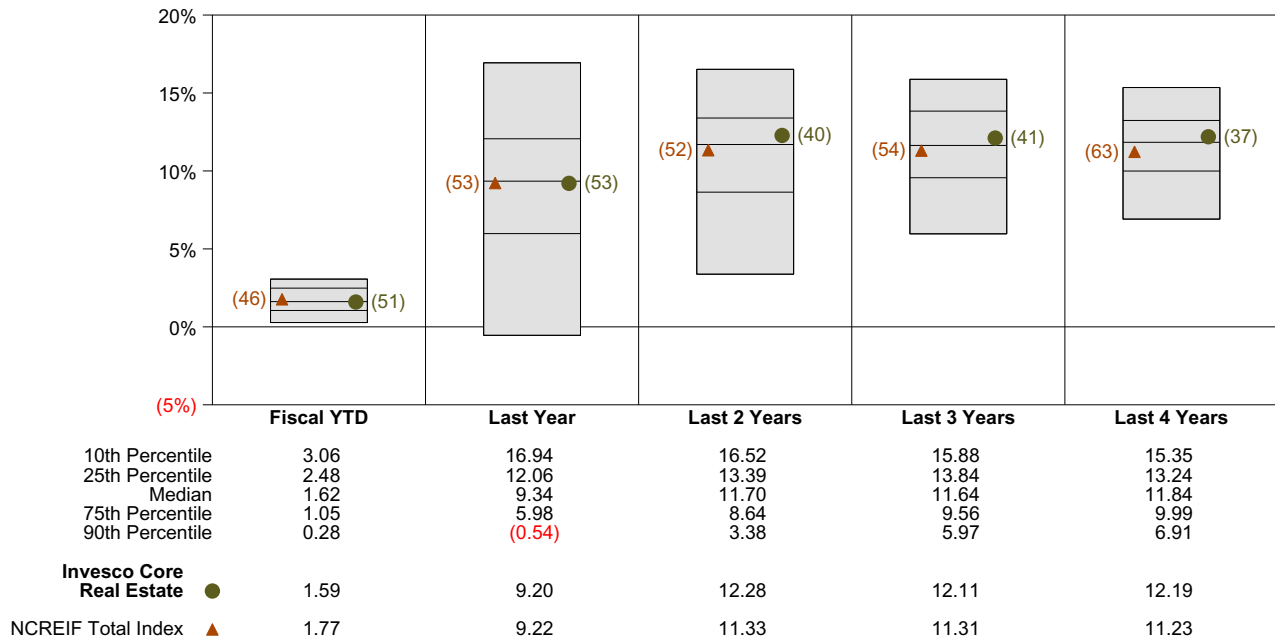 20%
15%
10%
5%
0%
(5%)
(46) (51)
(53) (53)
(52) (40)
(54) (41)
(63) (37)
Fiscal YTD Last Year Last 2 Years Last 3 Years Last 4 Years
10th Percentile 3.06 16.94 16.52 15.88 15.35
25th Percentile 2.48 12.06 13.39 13.84 13.24
Median 1.62 9.34 11.70 11.64 11.84
75th Percentile 1.05 5.98 8.64 9.56 9.99
90th Percentile 0.28 (0.54) 3.38 5.97 6.91
Invesco Core
Real Estate 1.59 9.20 12.28 12.11 12.19
NCREIF Total Index 1.77 9.22 11.33 11.31 11.23